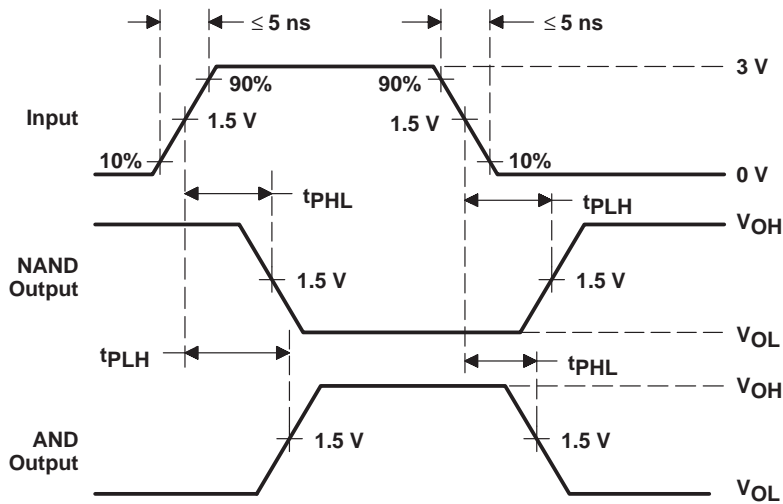 ≤ 5 ns
≤ 5 ns
3 V
90%
90%
Input
1.5 V
1.5 V
10%
10%
0 V
tPHL
tPLH
VOH
NAND
Output
1.5 V
1.5 V
VOL
tPLH
tPHL
VOH
AND
Output
1.5 V
1.5 V
VOL